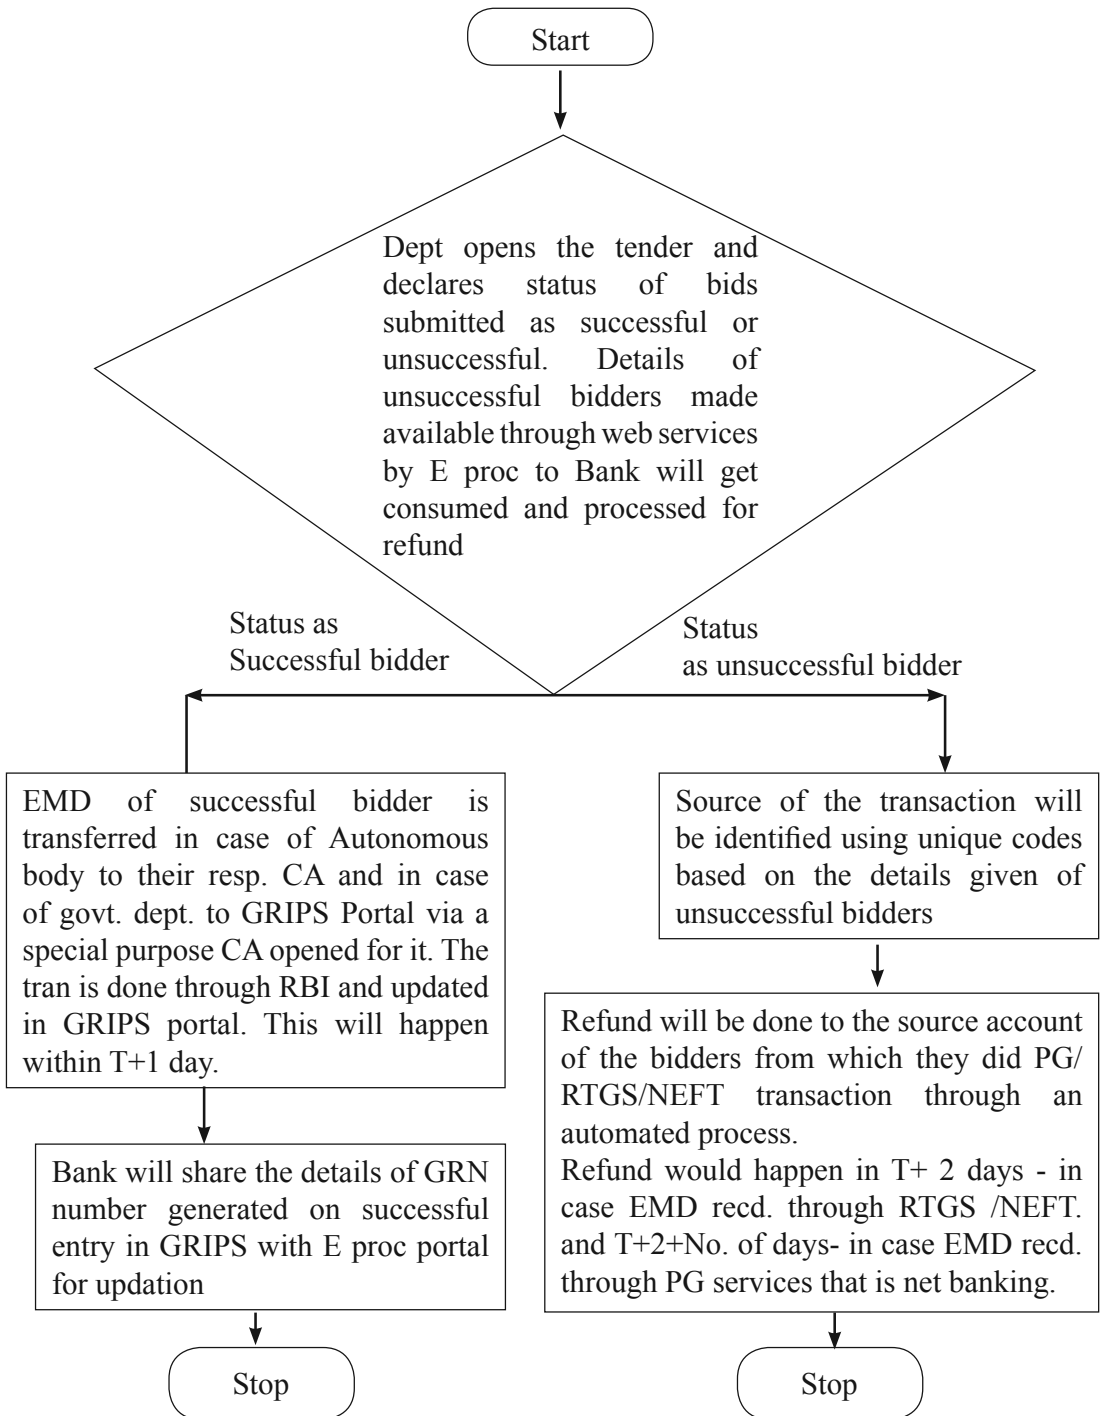 Start
Dept opens the tender and
declares status of bids
submitted as successful or
unsuccessful. Details of
unsuccessful bidders made
available through web services
by E proc to Bank will get
consumed and processed for
refund
Status as
Successful bidder
Status
as unsuccessful bidder
EMD of successful bidder is
transferred in case of Autonomous
body to their resp. CA and in case
of govt. dept. to GRIPS Portal via a
special purpose CA opened for it. The
tran is done through RBI and updated
in GRIPS portal. This will happen
within T+1 day.
Source of the transaction will
be identified using unique codes
based on the details given of
unsuccessful bidders
Bank will share the details of GRN
number generated on successful
entry in GRIPS with E proc portal
for updation
Refund will be done to the source account
of the bidders from which they did PG/
RTGS/NEFT transaction through an
automated process.
Refund would happen in T+ 2 days - in
case EMD recd. through RTGS /NEFT.
and T+2+No. of days- in case EMD recd.
through PG services that is net banking.
Stop
Stop